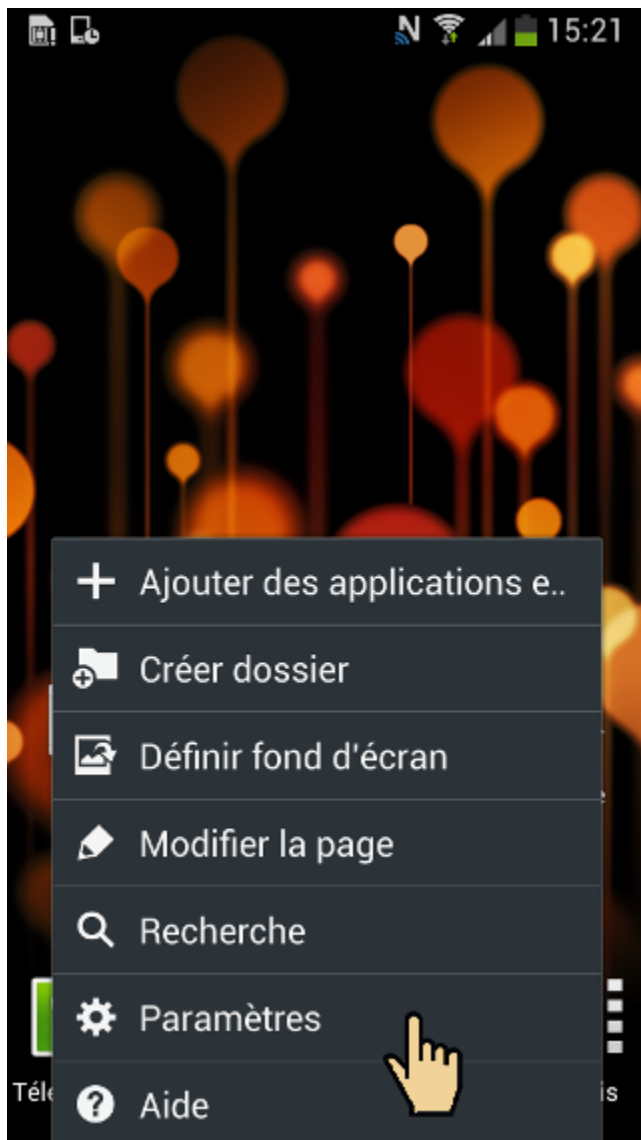 15:21
Ajouter des applications e..
Créer dossier
Définir fond d'écran
Modifier la page
Recherche
Paramètres
Aide